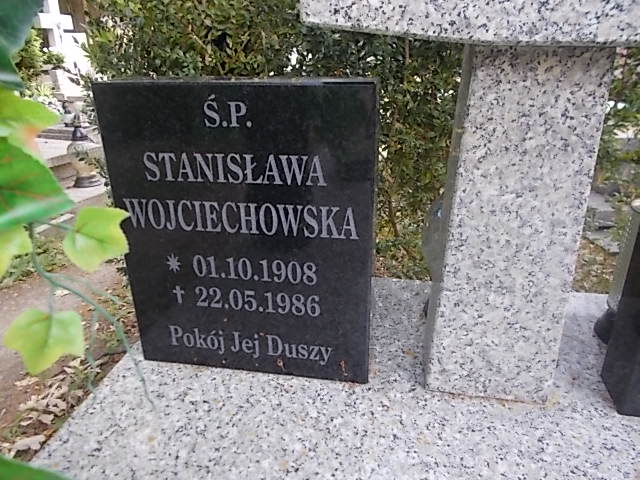 Ś.P.
STANISŁAWA
WOJCIECHOWSKA
* 01.10.1908
† 22.05.1986
Pokój Jej Duszy